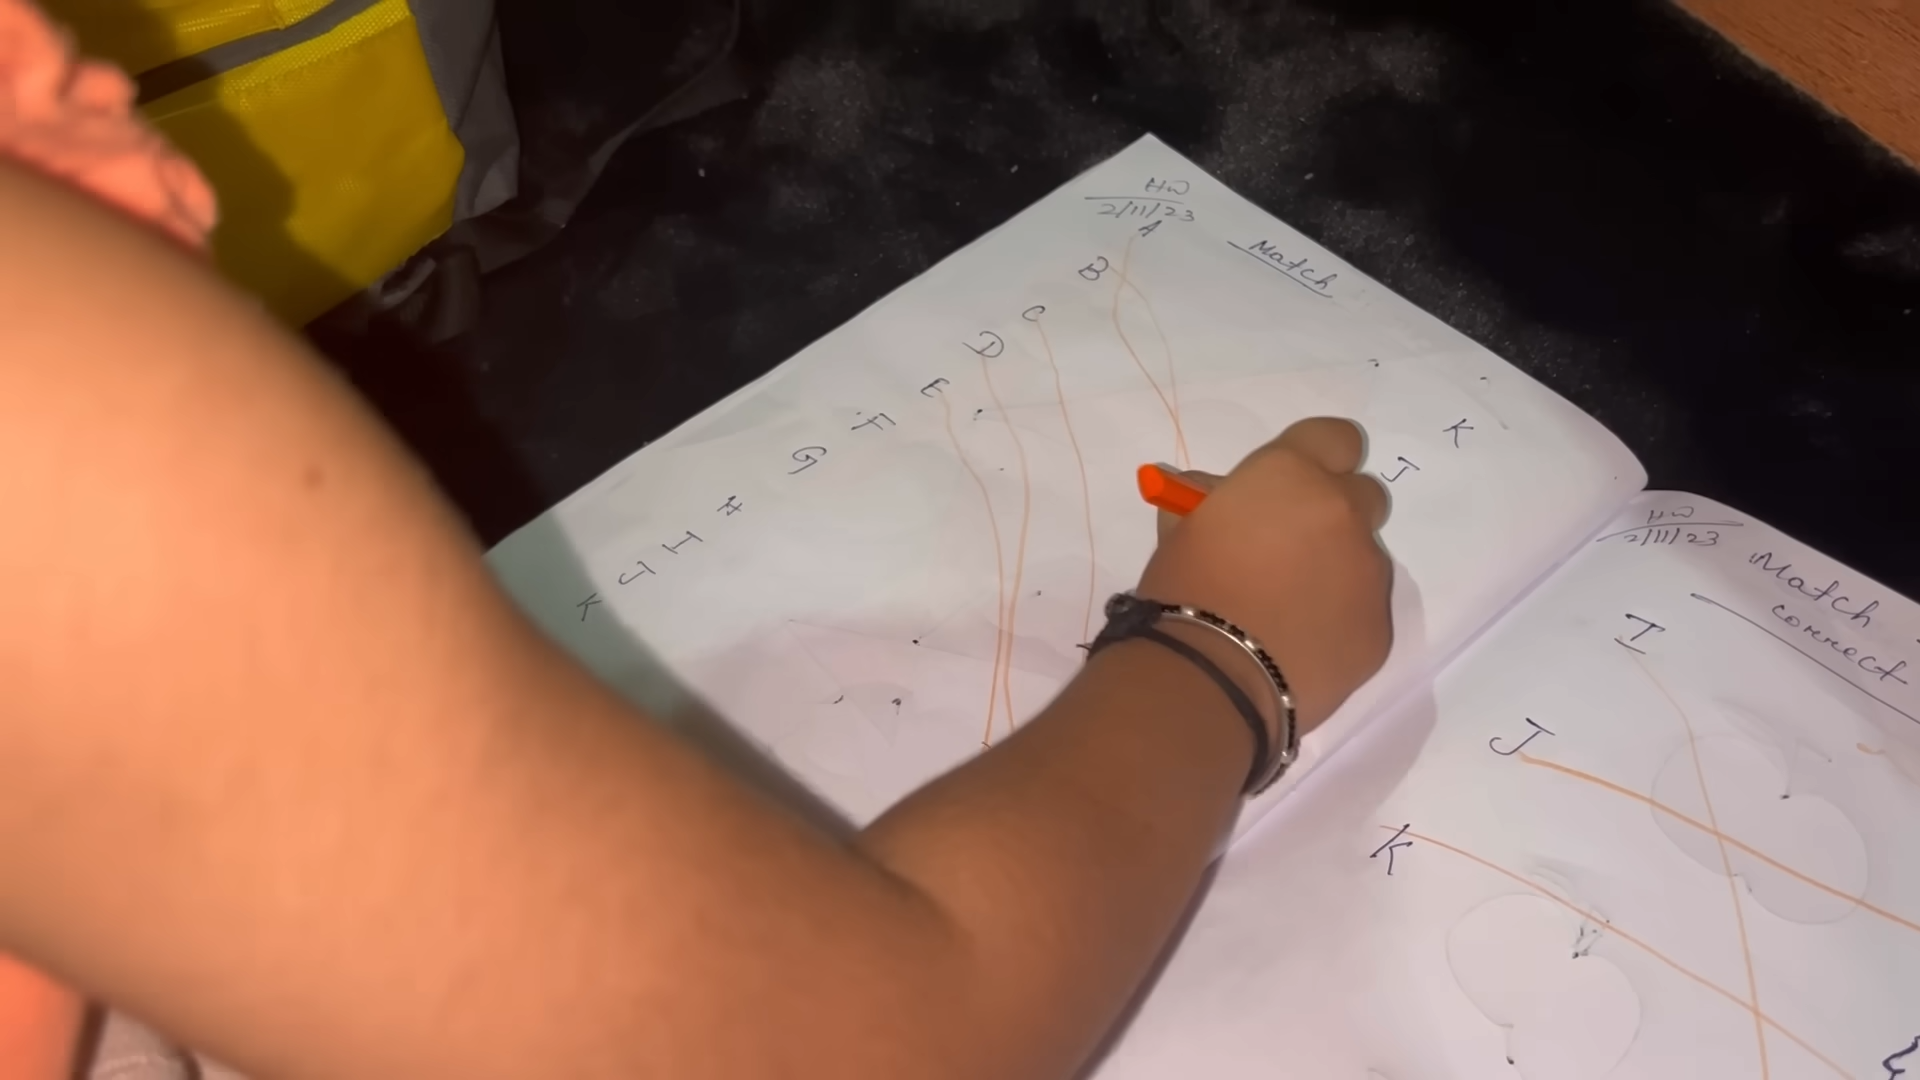 HW
2/11/23
Match
A
B
C
D
E
F
G
H
I
J
K
K
J
HW
2/11/23
Match
correct
I
J
K